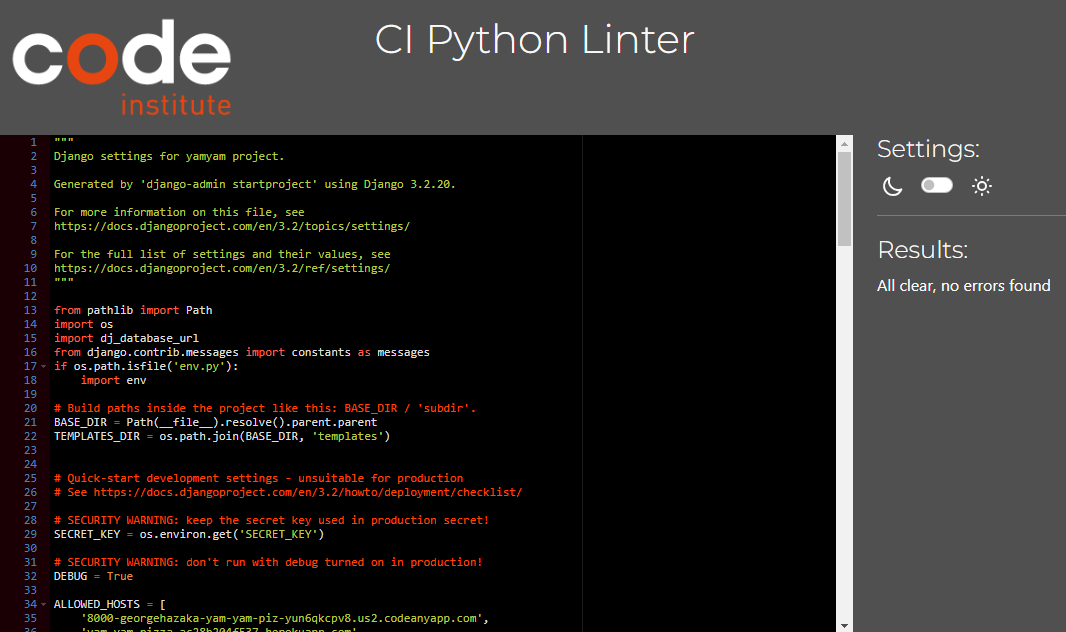 code
institute
CI Python Linter
1 """
2 Django settings for yamyam project.
3
4 Generated by 'django-admin startproject' using Django 3.2.20.
5
6 For more information on this file, see
7 https://docs.djangoproject.com/en/3.2/topics/settings/
8
9 For the full list of settings and their values, see
10 https://docs.djangoproject.com/en/3.2/ref/settings/
11 """
12
13 from pathlib import Path
14 import os
15 import dj_database_url
16 from django.contrib.messages import constants as messages
17 if os.path.isfile('env.py'):
18     import env
19
20 # Build paths inside the project like this: BASE_DIR / 'subdir'.
21 BASE_DIR = Path(__file__).resolve().parent.parent
22 TEMPLATES_DIR = os.path.join(BASE_DIR, 'templates')
23
24
25 # Quick-start development settings - unsuitable for production
26 # See https://docs.djangoproject.com/en/3.2/howto/deployment/checklist/
27
28 # SECURITY WARNING: keep the secret key used in production secret!
29 SECRET_KEY = os.environ.get('SECRET_KEY')
30
31 # SECURITY WARNING: don't run with debug turned on in production!
32 DEBUG = True
33
34 ALLOWED_HOSTS = [
35     '8000-georgehazaka-yam-yam-piz-yun6qkcpv8.us2.codeanyapp.com',
Settings:
Results:
All clear, no errors found